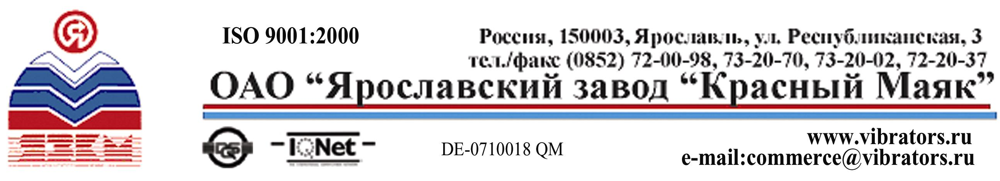 Я
ЯЗКМ
ISO 9001:2000
Россия, 150003, Ярославль, ул. Республиканская, 3
тел./факс (0852) 72-00-98, 73-20-70, 73-20-02, 72-20-37
ОАО “Ярославский завод “Красный Маяк”
DQS
IQNet
DE-0710018 QM
www.vibrators.ru
e-mail:commerce@vibrators.ru